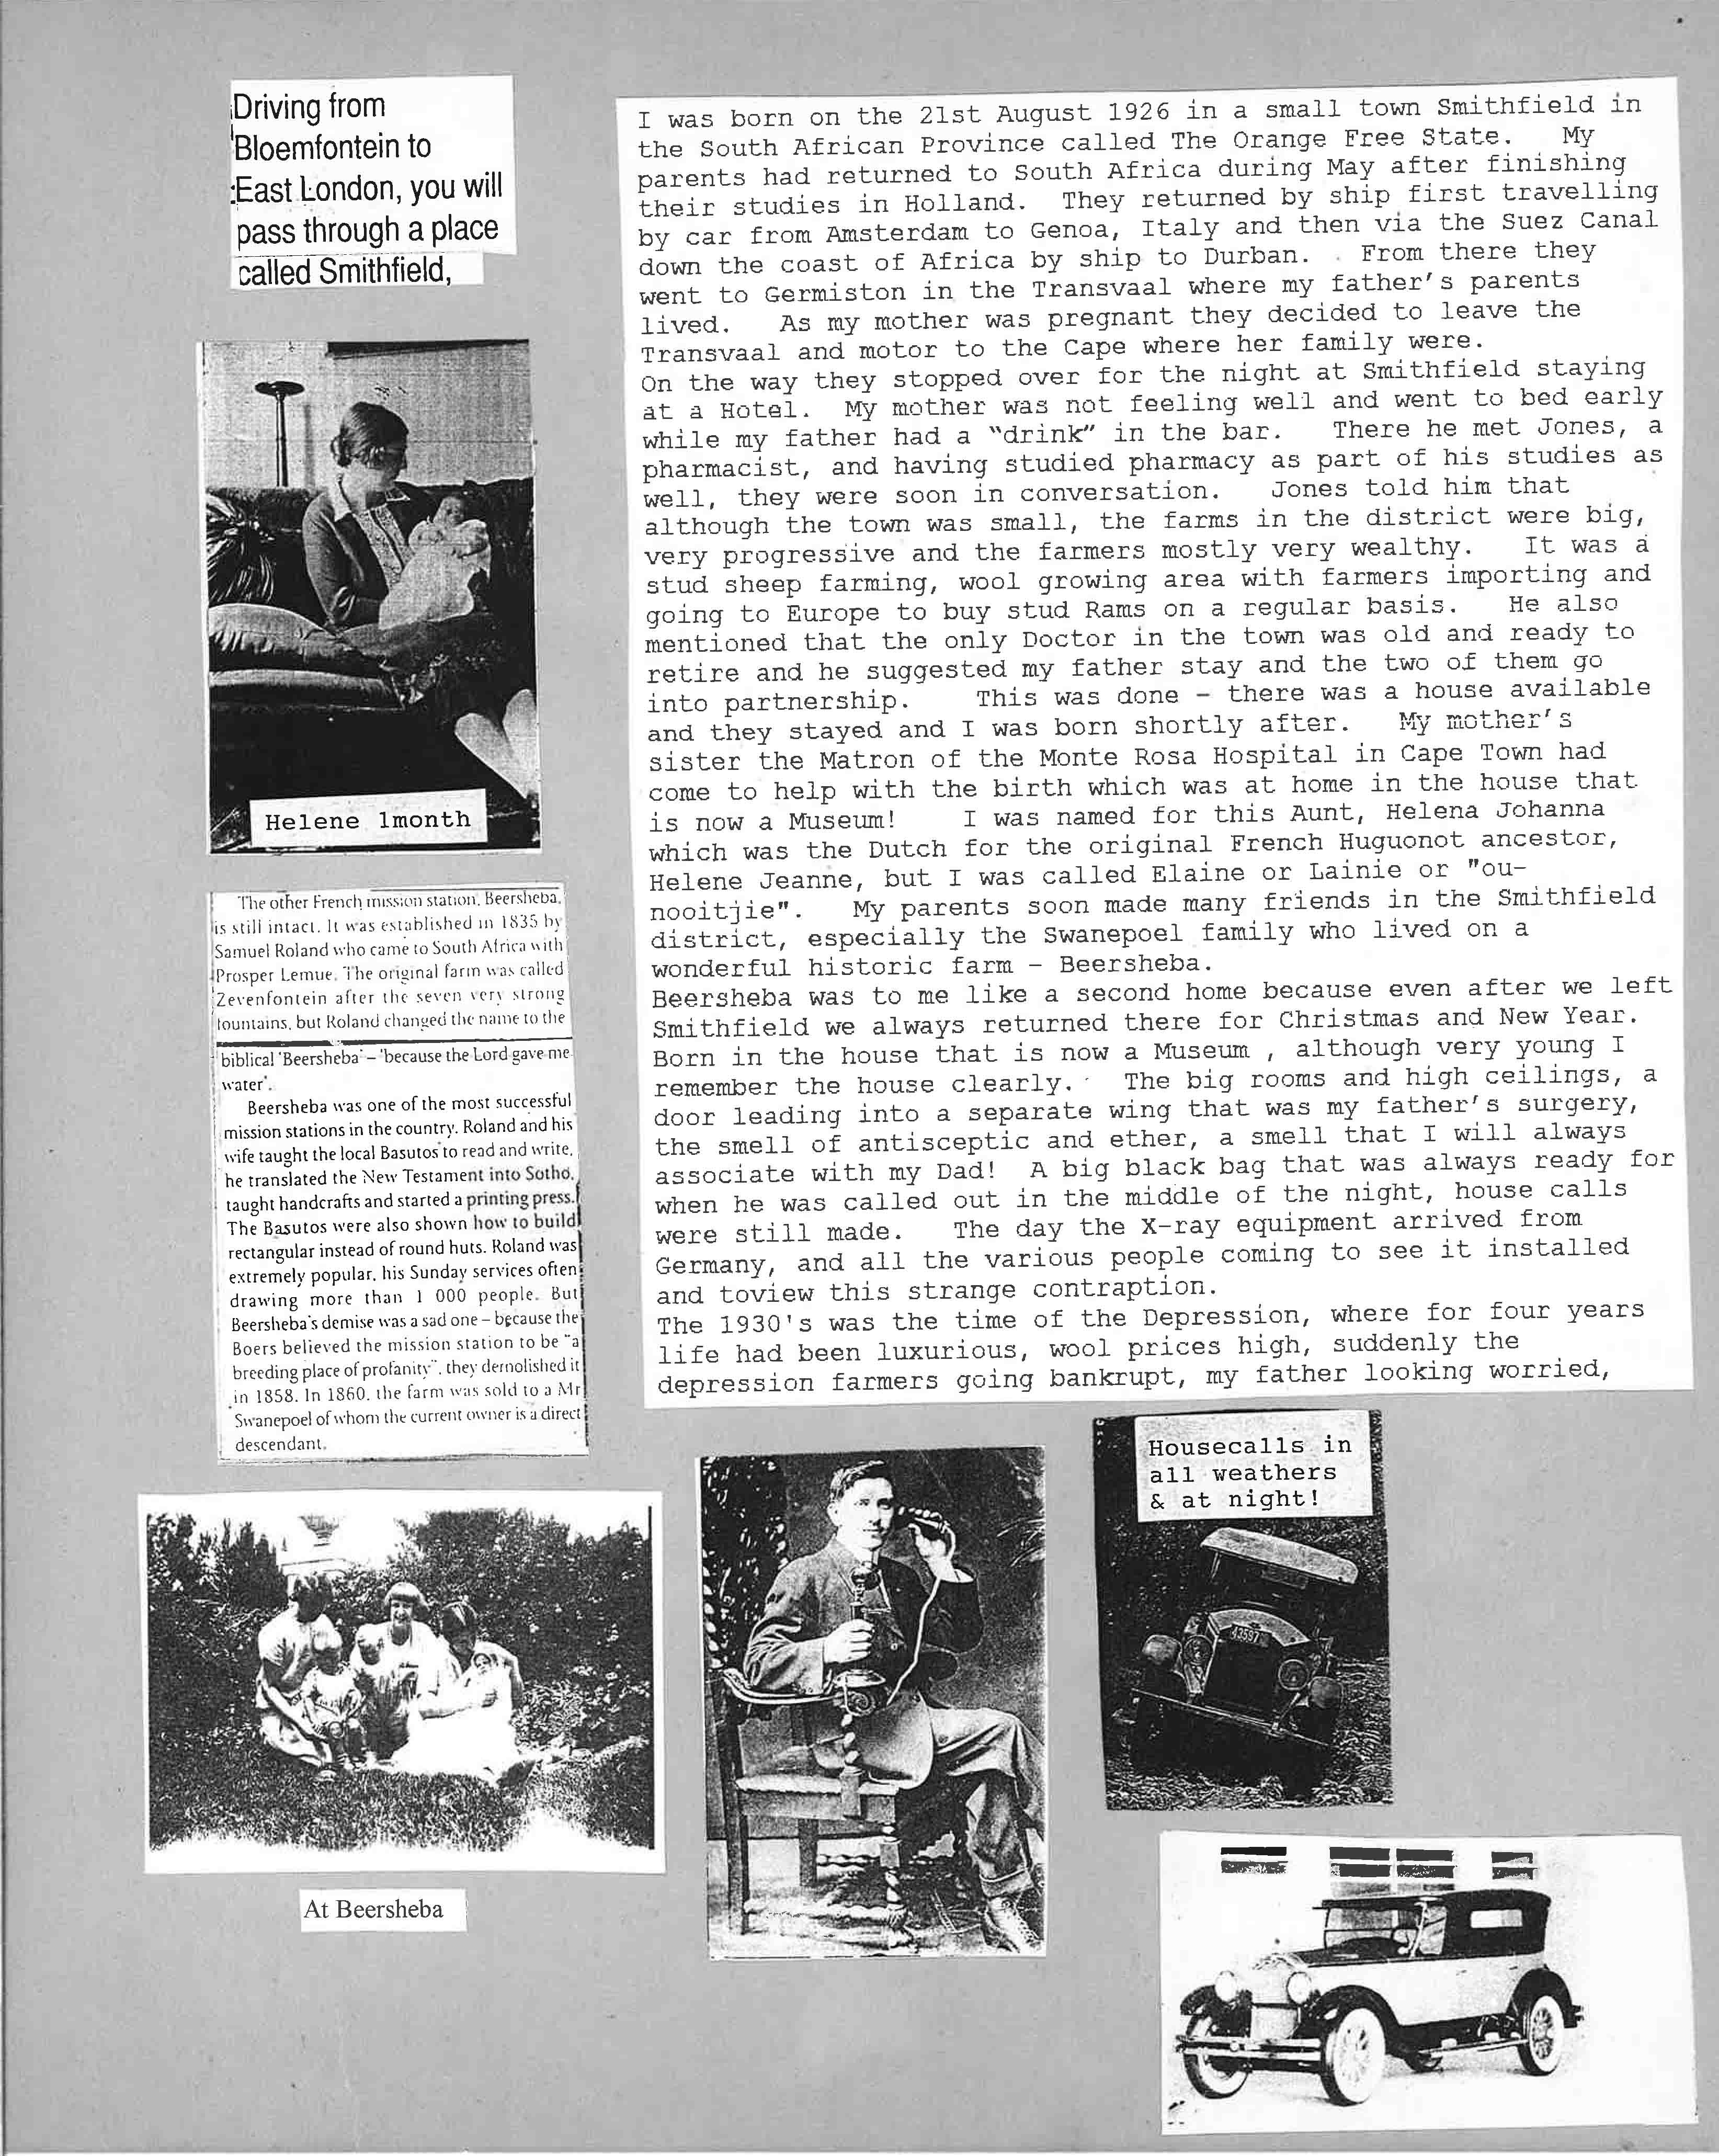 Driving from
Bloemfontein to
East London, you will
pass through a place
called Smithfield,
Helene 1month
The other French mission station, Beersheba,
is still intact. It was established in 1835 by
Samuel Roland who came to South Africa with
Prosper Lemue. The original farm was called
Zevenfontein after the seven very strong
fountains, but Roland changed the name to the
biblical 'Beersheba' – 'because the Lord gave me
water'.
Beersheba was one of the most successful
mission stations in the country. Roland and his
wife taught the local Basutos to read and write,
he translated the New Testament into Sotho,
taught handcrafts and started a printing press.
The Basutos were also shown how to build
rectangular instead of round huts. Roland was
extremely popular, his Sunday services often
drawing more than 1 000 people. But
Beersheba's demise was a sad one – because the
Boers believed the mission station to be "a
breeding place of profanity", they demolished it
in 1858. In 1860, the farm was sold to a Mr
Swanepoel of whom the current owner is a direct
descendant.
At Beersheba
I was born on the 21st August 1926 in a small town Smithfield in
the South African Province called The Orange Free State. My
parents had returned to South Africa during May after finishing
their studies in Holland. They returned by ship first travelling
by car from Amsterdam to Genoa, Italy and then via the Suez Canal
down the coast of Africa by ship to Durban. From there they
went to Germiston in the Transvaal where my father's parents
lived. As my mother was pregnant they decided to leave the
Transvaal and motor to the Cape where her family were.
On the way they stopped over for the night at Smithfield staying
at a Hotel. My mother was not feeling well and went to bed early
while my father had a "drink" in the bar. There he met Jones, a
pharmacist, and having studied pharmacy as part of his studies as
well, they were soon in conversation. Jones told him that
although the town was small, the farms in the district were big,
very progressive and the farmers mostly very wealthy. It was a
stud sheep farming, wool growing area with farmers importing and
going to Europe to buy stud Rams on a regular basis. He also
mentioned that the only Doctor in the town was old and ready to
retire and he suggested my father stay and the two of them go
into partnership. This was done - there was a house available
and they stayed and I was born shortly after. My mother's
sister the Matron of the Monte Rosa Hospital in Cape Town had
come to help with the birth which was at home in the house that
is now a Museum! I was named for this Aunt, Helena Johanna
which was the Dutch for the original French Huguonot ancestor,
Helene Jeanne, but I was called Elaine or Lainie or "ou-
nooitjie". My parents soon made many friends in the Smithfield
district, especially the Swanepoel family who lived on a
wonderful historic farm - Beersheba.
Beersheba was to me like a second home because even after we left
Smithfield we always returned there for Christmas and New Year.
Born in the house that is now a Museum , although very young I
remember the house clearly. The big rooms and high ceilings, a
door leading into a separate wing that was my father's surgery,
the smell of antisceptic and ether, a smell that I will always
associate with my Dad! A big black bag that was always ready for
when he was called out in the middle of the night, house calls
were still made. The day the X-ray equipment arrived from
Germany, and all the various people coming to see it installed
and toview this strange contraption.
The 1930's was the time of the Depression, where for four years
life had been luxurious, wool prices high, suddenly the
depression farmers going bankrupt, my father looking worried,
Housecalls in
all weathers
& at night!
43597